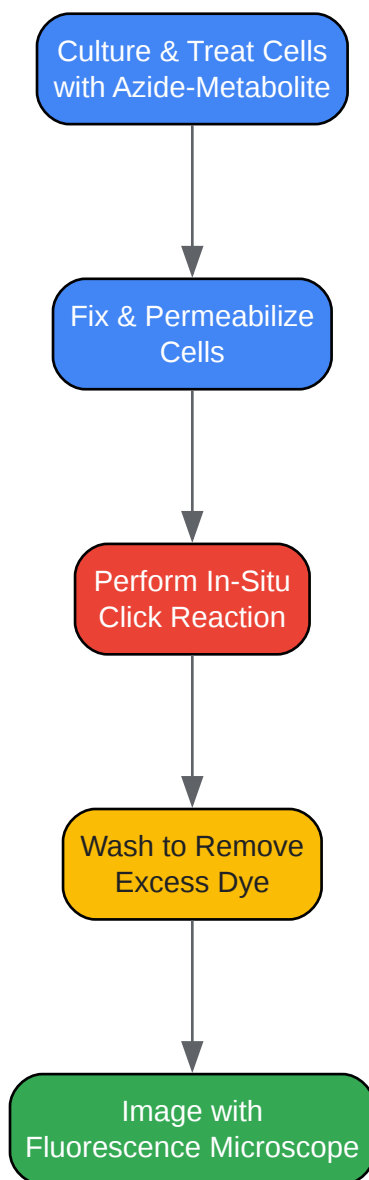 Culture & Treat Cells
with Azide-Metabolite
Fix & Permeabilize
Cells
Perform In-Situ
Click Reaction
Wash to Remove
Excess Dye
Image with
Fluorescence Microscope